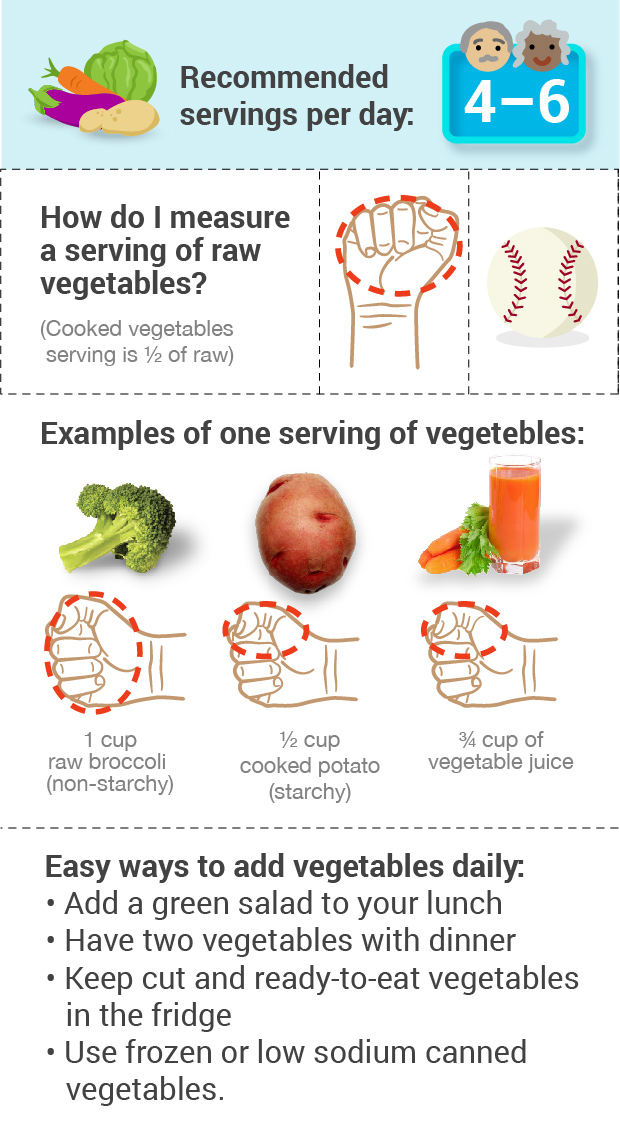 Recommended
servings per day:
4–6
How do I measure
a serving of raw
vegetables?
(Cooked vegetables
serving is ½ of raw)
Examples of one serving of vegetebles:
1 cup
raw broccoli
(non-starchy)
½ cup
cooked potato
(starchy)
¾ cup of
vegetable juice
Easy ways to add vegetables daily:
• Add a green salad to your lunch
• Have two vegetables with dinner
• Keep cut and ready-to-eat vegetables
in the fridge
• Use frozen or low sodium canned
vegetables.